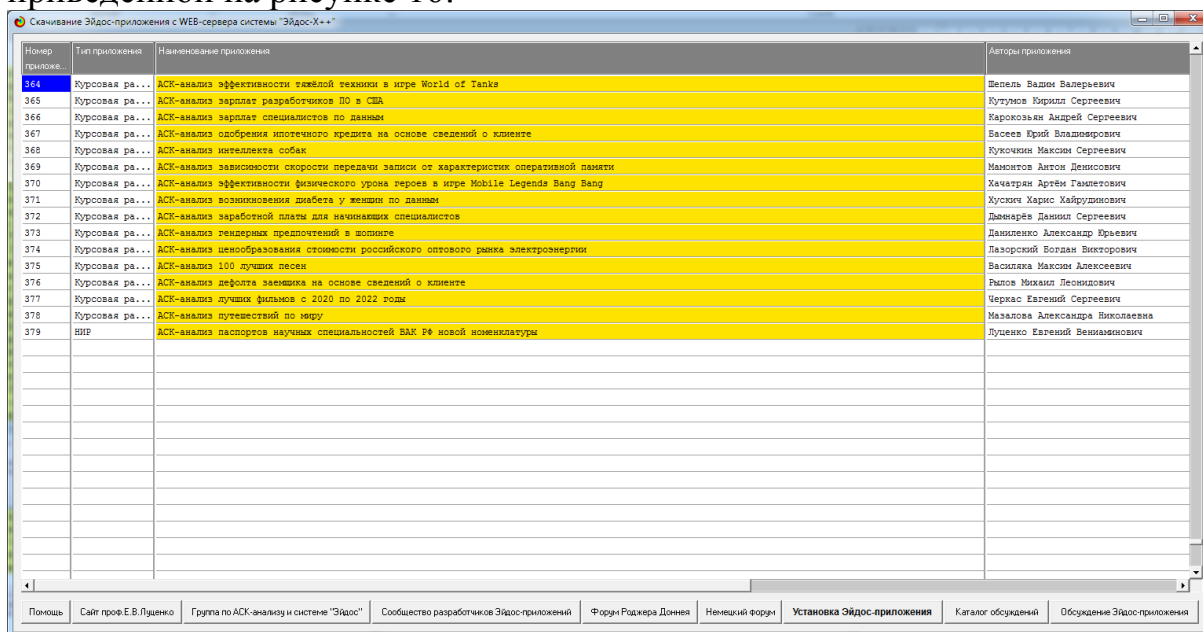 приведенной на рисунке 16:
Скачивание Эйдос-приложения с WEB-сервера системы "Эйдос-X++"
Номер приложе... Тип приложения Наименование приложения Авторы приложения
364 Курсовая ра... АСК-анализ эффективности тяжёлой техники в игре World of Tanks Шепель Вадим Валерьевич
365 Курсовая ра... АСК-анализ зарплат разработчиков ПО в США Кутумов Кирилл Сергеевич
366 Курсовая ра... АСК-анализ зарплат специалистов по данным Карокозьян Андрей Сергеевич
367 Курсовая ра... АСК-анализ одобрения ипотечного кредита на основе сведений о клиенте Басеев Юрий Владимирович
368 Курсовая ра... АСК-анализ интеллекта собак Кукочкин Максим Сергеевич
369 Курсовая ра... АСК-анализ зависимости скорости передачи записи от характеристик оперативной памяти Мамонтов Антон Денисович
370 Курсовая ра... АСК-анализ эффективности физического урона героев в игре Mobile Legends Bang Bang Хачатрян Артём Гамлетович
371 Курсовая ра... АСК-анализ возникновения диабета у женщин по данным Хускич Харис Хайрудинович
372 Курсовая ра... АСК-анализ заработной платы для начинающих специалистов Дымнарёв Даниил Сергеевич
373 Курсовая ра... АСК-анализ гендерных предпочтений в шопинге Даниленко Александр Юрьевич
374 Курсовая ра... АСК-анализ ценообразования стоимости российского оптового рынка электроэнергии Лазорский Богдан Викторович
375 Курсовая ра... АСК-анализ 100 лучших песен Василяка Максим Алексеевич
376 Курсовая ра... АСК-анализ дефолта заемщика на основе сведений о клиенте Рылов Михаил Леонидович
377 Курсовая ра... АСК-анализ лучших фильмов с 2020 по 2022 годы Черкас Евгений Сергеевич
378 Курсовая ра... АСК-анализ путешествий по миру Мазалова Александра Николаевна
379 НИР АСК-анализ паспортов научных специальностей ВАК РФ новой номенклатуры Луценко Евгений Вениаминович
Помощь Сайт проф.Е.В.Луценко Группа по АСК-анализу и системе "Эйдос" Сообщество разработчиков Эйдос-приложений Форум Роджера Доннея Немецкий форум Установка Эйдос-приложения Каталог обсуждений Обсуждение Эйдос-приложения